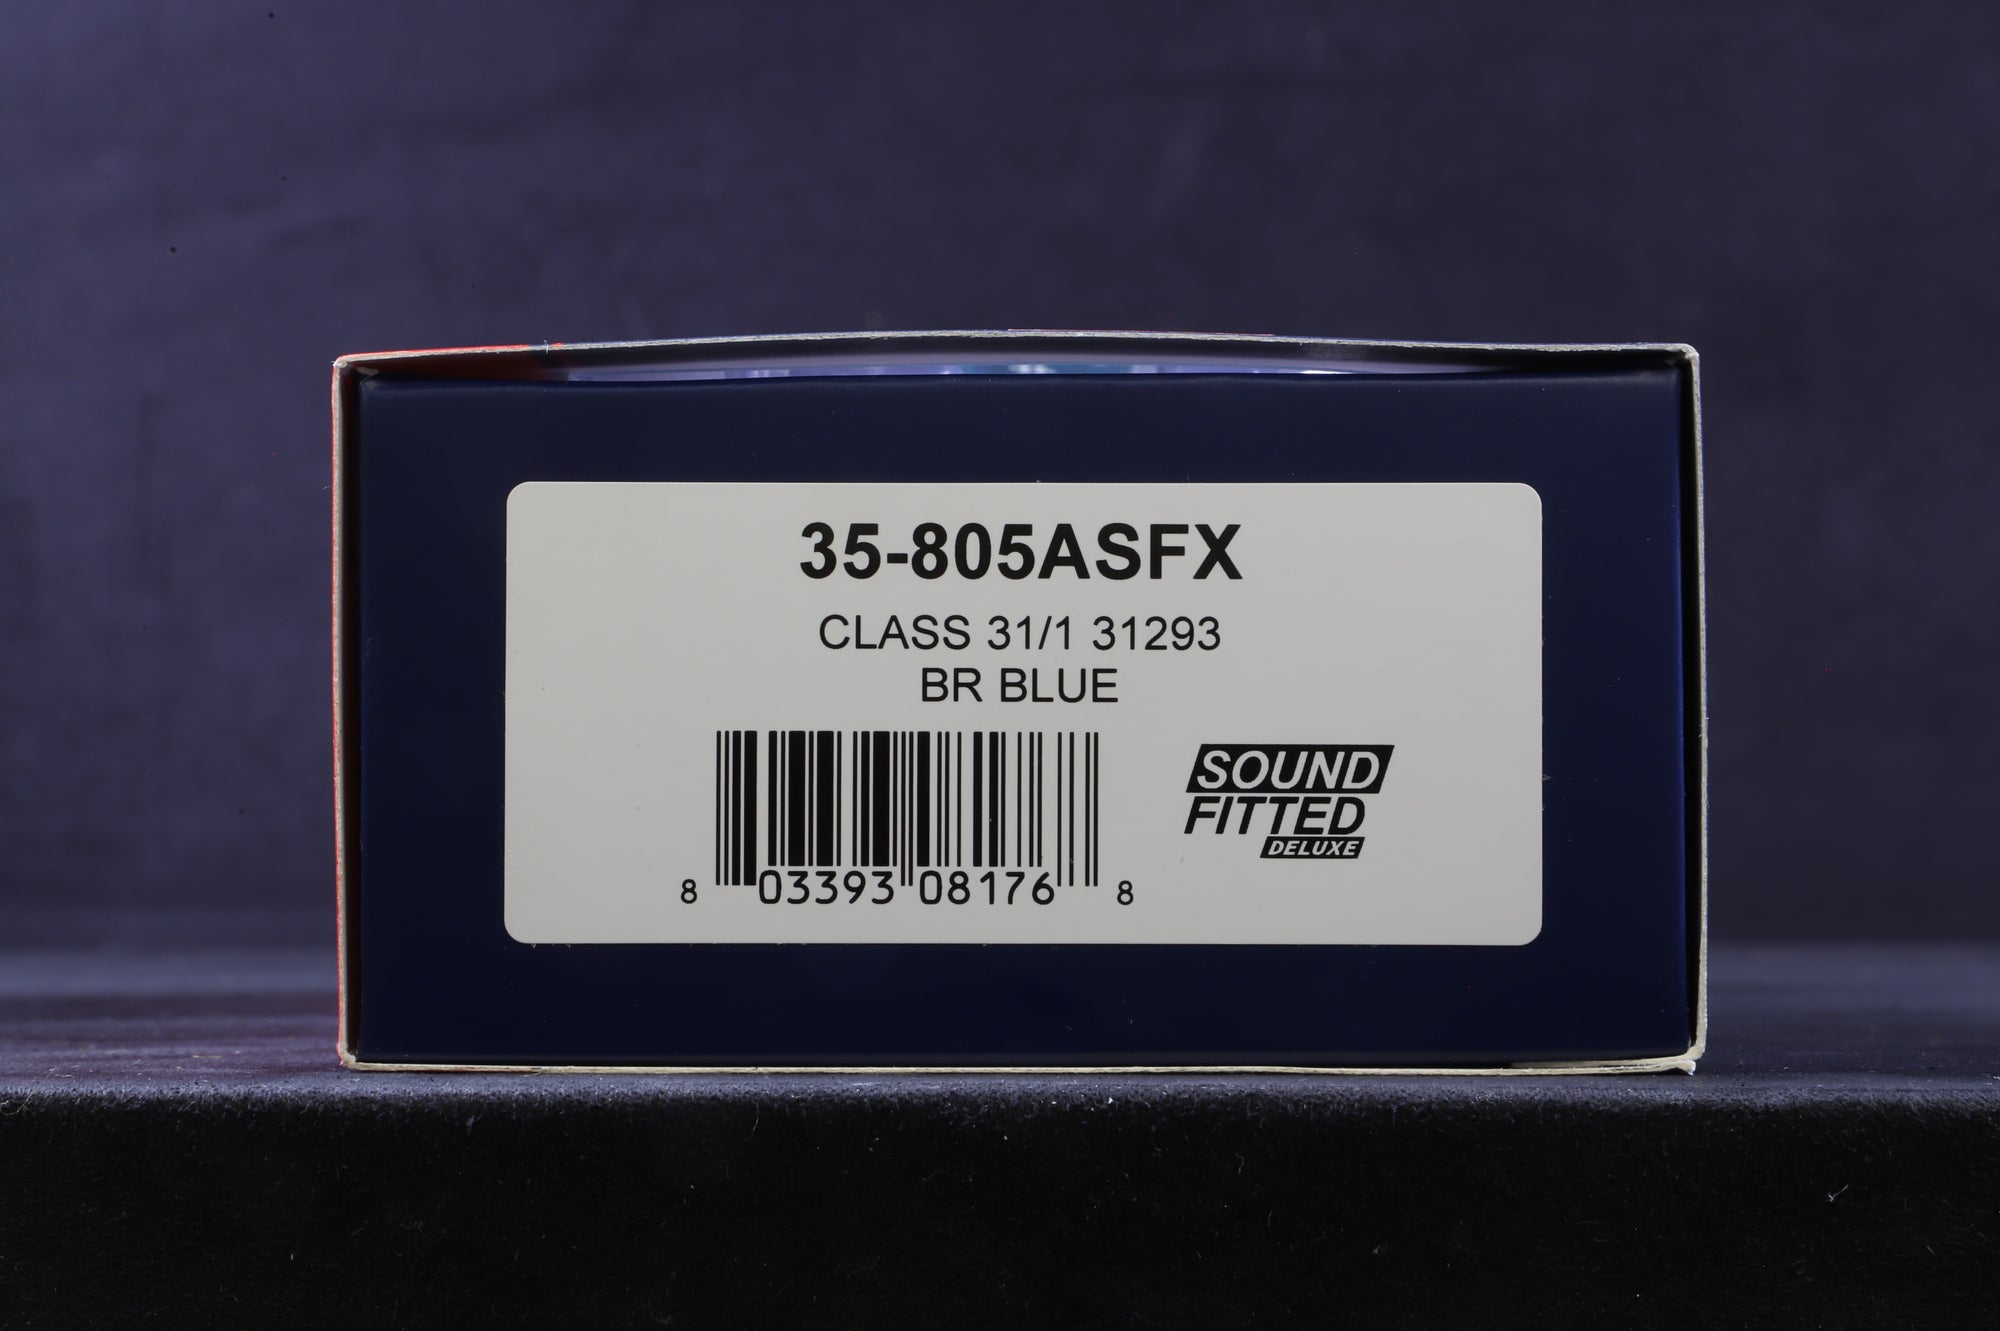 35-805ASFX
CLASS 31/1 31293
BR BLUE
SOUND
FITTED
DELUXE
8 03393 08176 8